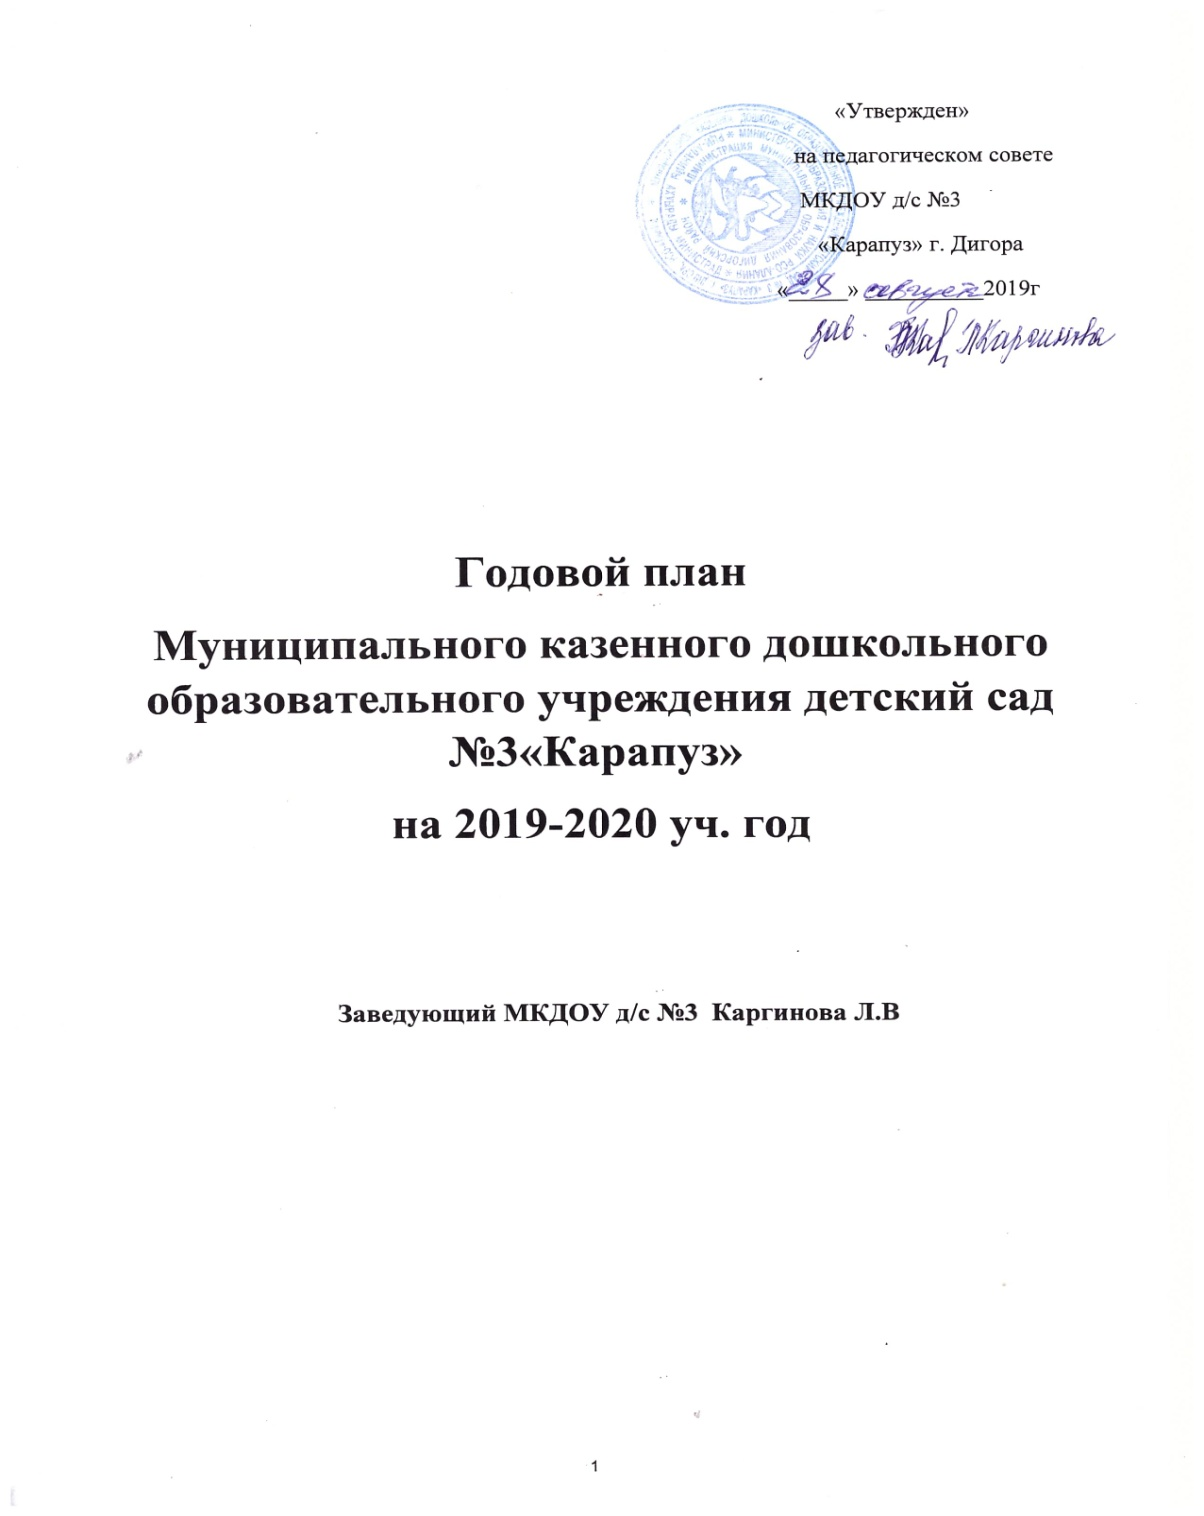 «Утвержден»
на педагогическом совете
МКДОУ д/с №3
«Карапуз» г. Дигора
«28» августа 2019г
зав. Каргинова
Годовой план
Муниципального казенного дошкольного
образовательного учреждения детский сад
№3«Карапуз»
на 2019-2020 уч. год
Заведующий МКДОУ д/с №3 Каргинова Л.В
1